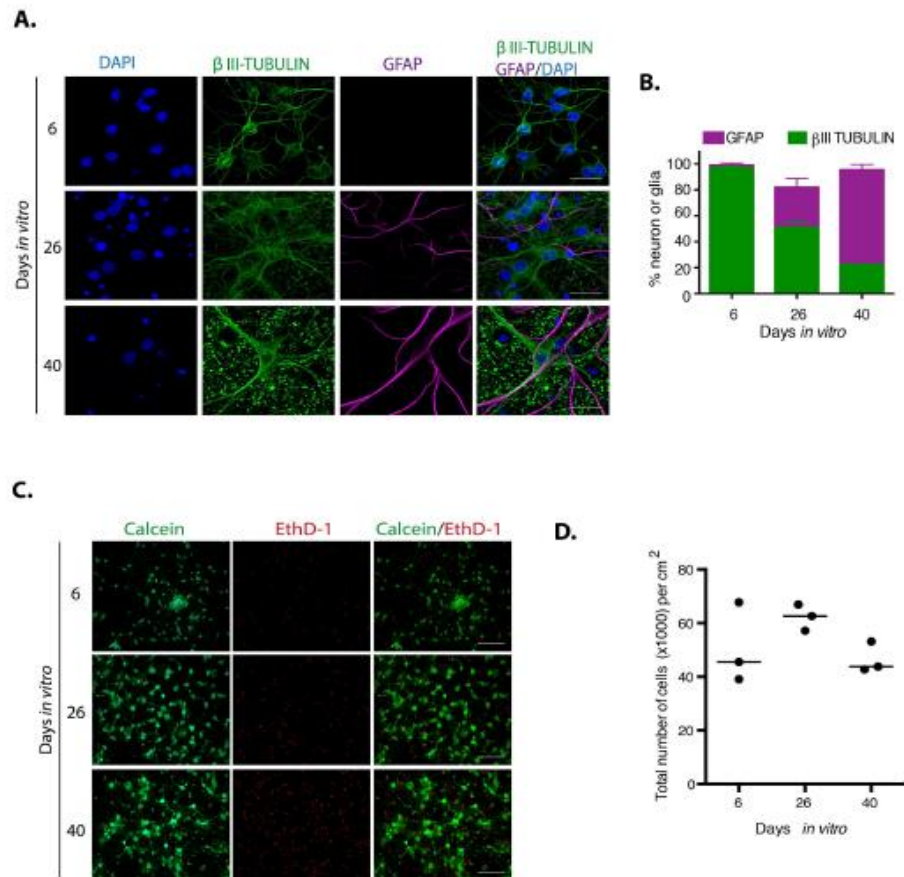 A.
DAPI
β III-TUBULIN
GFAP
β III-TUBULIN
GFAP/DAPI
6
26
40
Days in vitro
B.
GFAP
βIII TUBULIN
100
80
60
40
20
0
% neuron or glia
6 26 40
Days in vitro
C.
Calcein
EthD-1
Calcein/EthD-1
6
26
40
Days in vitro
D.
80
60
40
20
0
Total number of cells (x1000) per cm2
6 26 40
Days in vitro